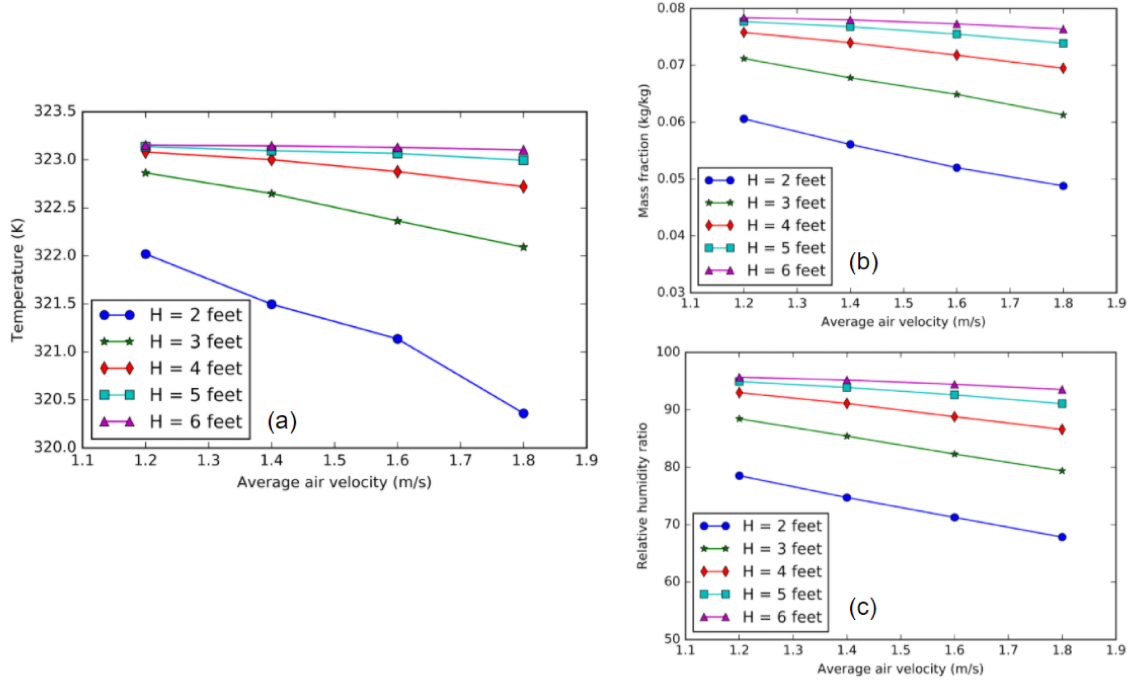 323.5
323.0
322.5
322.0
321.5
321.0
320.5
320.0
Temperature (K)
H = 2 feet
H = 3 feet
H = 4 feet
H = 5 feet
H = 6 feet
(a)
1.1 1.2 1.3 1.4 1.5 1.6 1.7 1.8 1.9
Average air velocity (m/s)
0.08
0.07
0.06
0.05
0.04
0.03
Mass fraction (kg/kg)
H = 2 feet
H = 3 feet
H = 4 feet
H = 5 feet
H = 6 feet
(b)
1.1 1.2 1.3 1.4 1.5 1.6 1.7 1.8 1.9
Average air velocity (m/s)
100
90
80
70
60
50
Relative humidity ratio
H = 2 feet
H = 3 feet
H = 4 feet
H = 5 feet
H = 6 feet
(c)
1.1 1.2 1.3 1.4 1.5 1.6 1.7 1.8 1.9
Average air velocity (m/s)